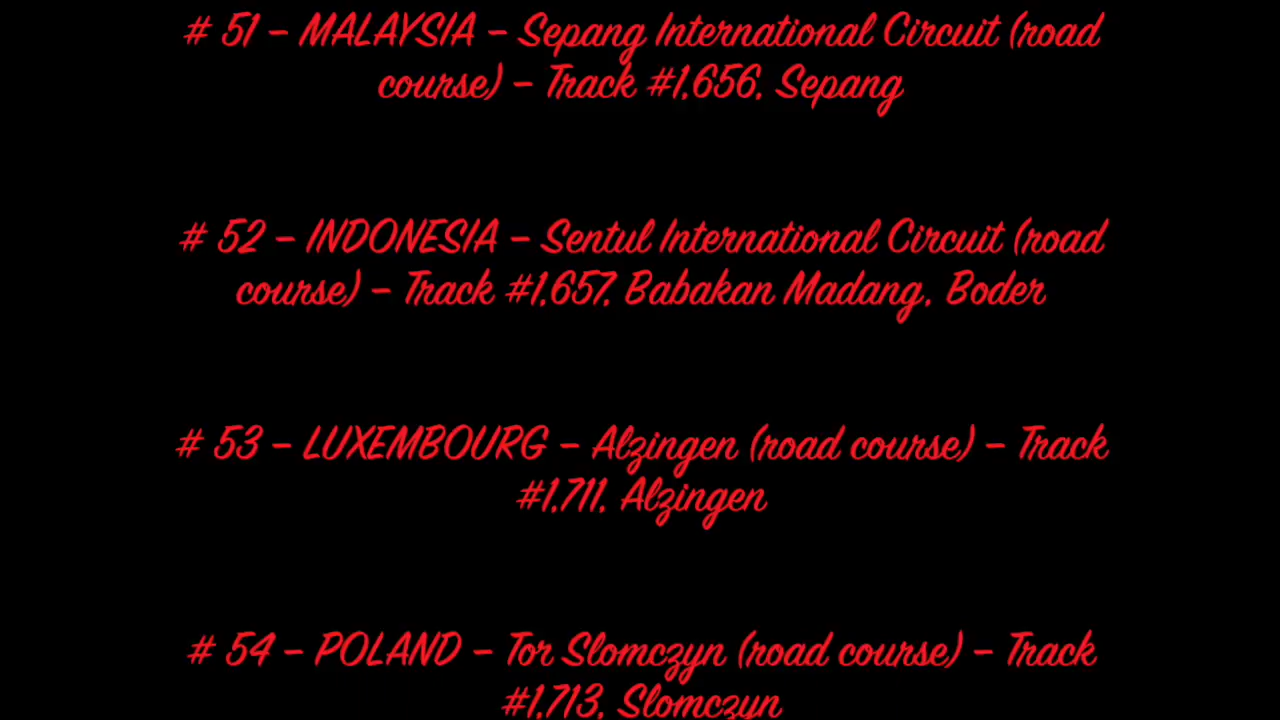 # 51 – MALAYSIA – Sepang International Circuit (road
course) – Track #1,656, Sepang
# 52 – INDONESIA – Sentul International Circuit (road
course) – Track #1,657, Babakan Madang, Boder
# 53 – LUXEMBOURG – Alzingen (road course) – Track
#1,711, Alzingen
# 54 – POLAND – Tor Slomczyn (road course) – Track
#1,713, Slomczyn